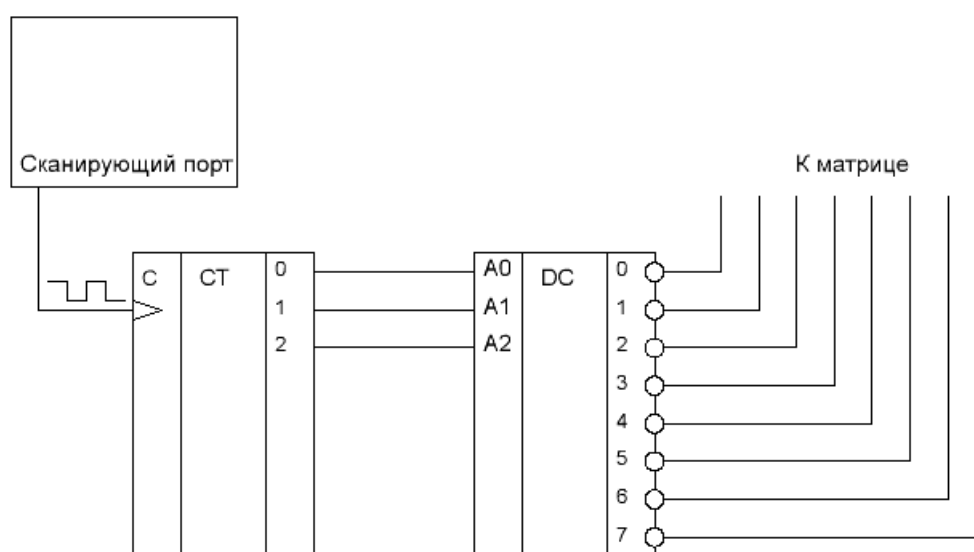 Сканирующий порт
К матрице
C CT 0 A0 DC 0
1 A1 1
2 A2 2
3
4
5
6
7